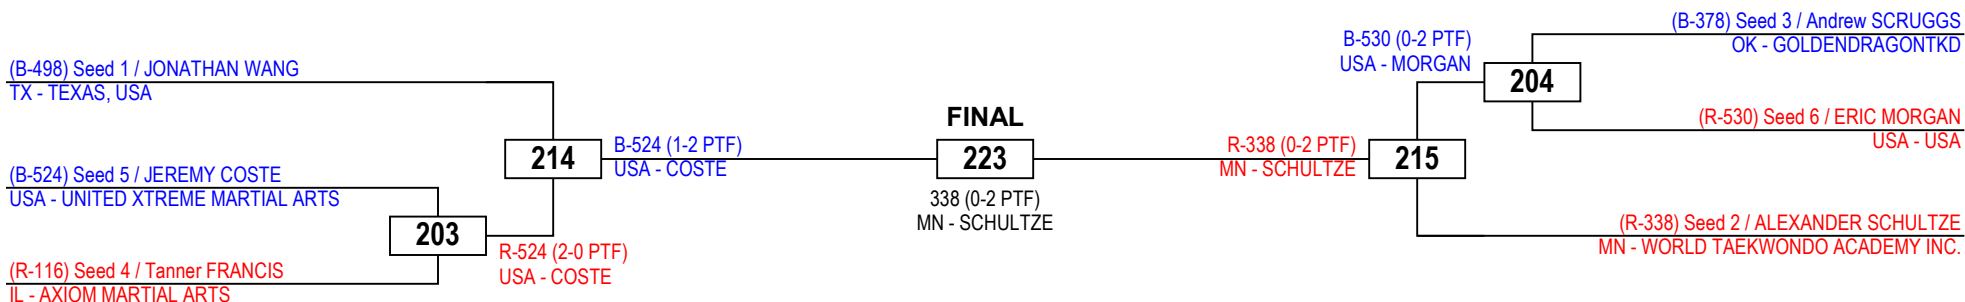 (B-498) Seed 1 / JONATHAN WANG
TX - TEXAS, USA
(B-524) Seed 5 / JEREMY COSTE
USA - UNITED XTREME MARTIAL ARTS
203
(R-116) Seed 4 / Tanner FRANCIS
IL - AXIOM MARTIAL ARTS
R-524 (2-0 PTF)
USA - COSTE
214
B-524 (1-2 PTF)
USA - COSTE
FINAL
223
338 (0-2 PTF)
MN - SCHULTZE
R-338 (0-2 PTF)
MN - SCHULTZE
215
B-530 (0-2 PTF)
USA - MORGAN
204
(B-378) Seed 3 / Andrew SCRUGGS
OK - GOLDENDRAGONTKD
(R-530) Seed 6 / ERIC MORGAN
USA - USA
(R-338) Seed 2 / ALEXANDER SCHULTZE
MN - WORLD TAEKWONDO ACADEMY INC.